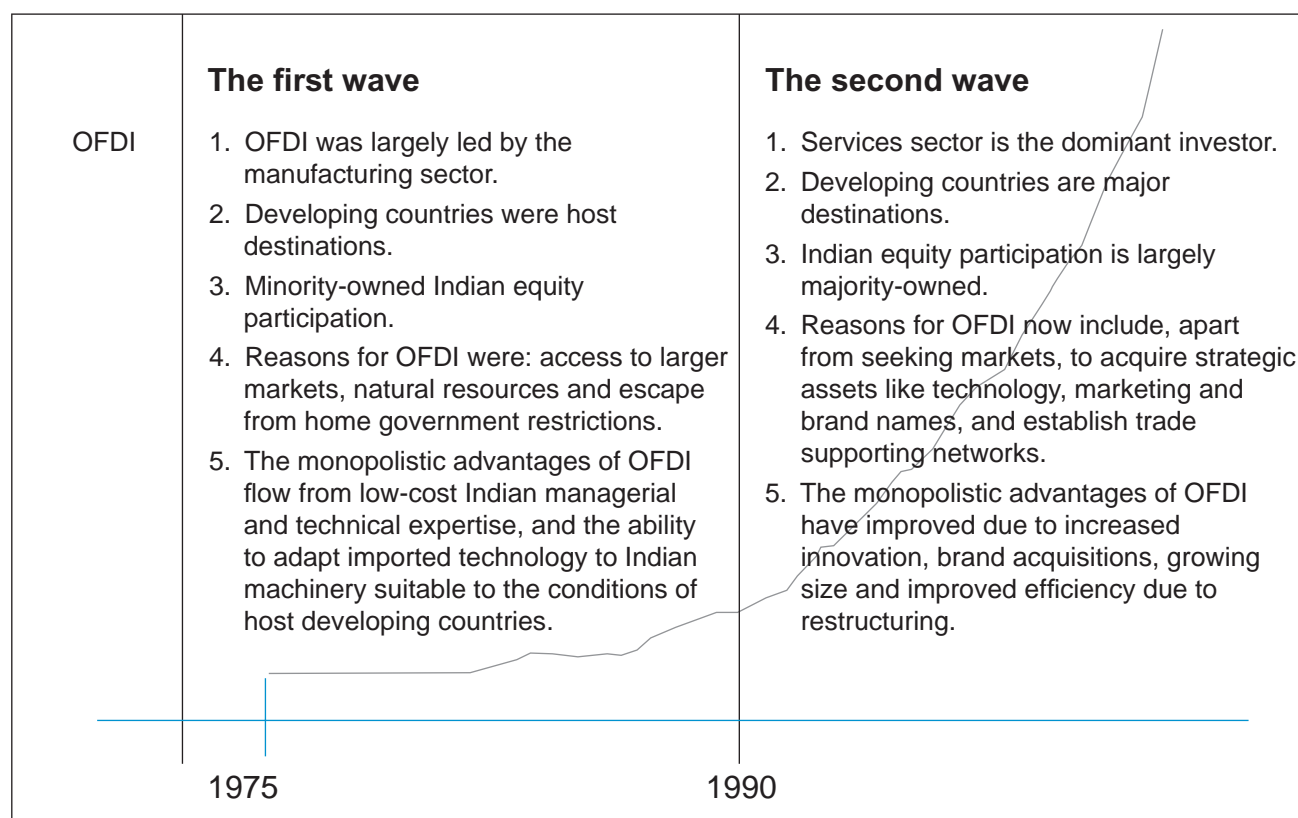 The first wave
OFDI
1. OFDI was largely led by the
manufacturing sector.
2. Developing countries were host
destinations.
3. Minority-owned Indian equity
participation.
4. Reasons for OFDI were: access to larger
markets, natural resources and escape
from home government restrictions.
5. The monopolistic advantages of OFDI
flow from low-cost Indian managerial
and technical expertise, and the ability
to adapt imported technology to Indian
machinery suitable to the conditions of
host developing countries.
The second wave
1. Services sector is the dominant investor.
2. Developing countries are major
destinations.
3. Indian equity participation is largely
majority-owned.
4. Reasons for OFDI now include, apart
from seeking markets, to acquire strategic
assets like technology, marketing and
brand names, and establish trade
supporting networks.
5. The monopolistic advantages of OFDI
have improved due to increased
innovation, brand acquisitions, growing
size and improved efficiency due to
restructuring.
1975
1990